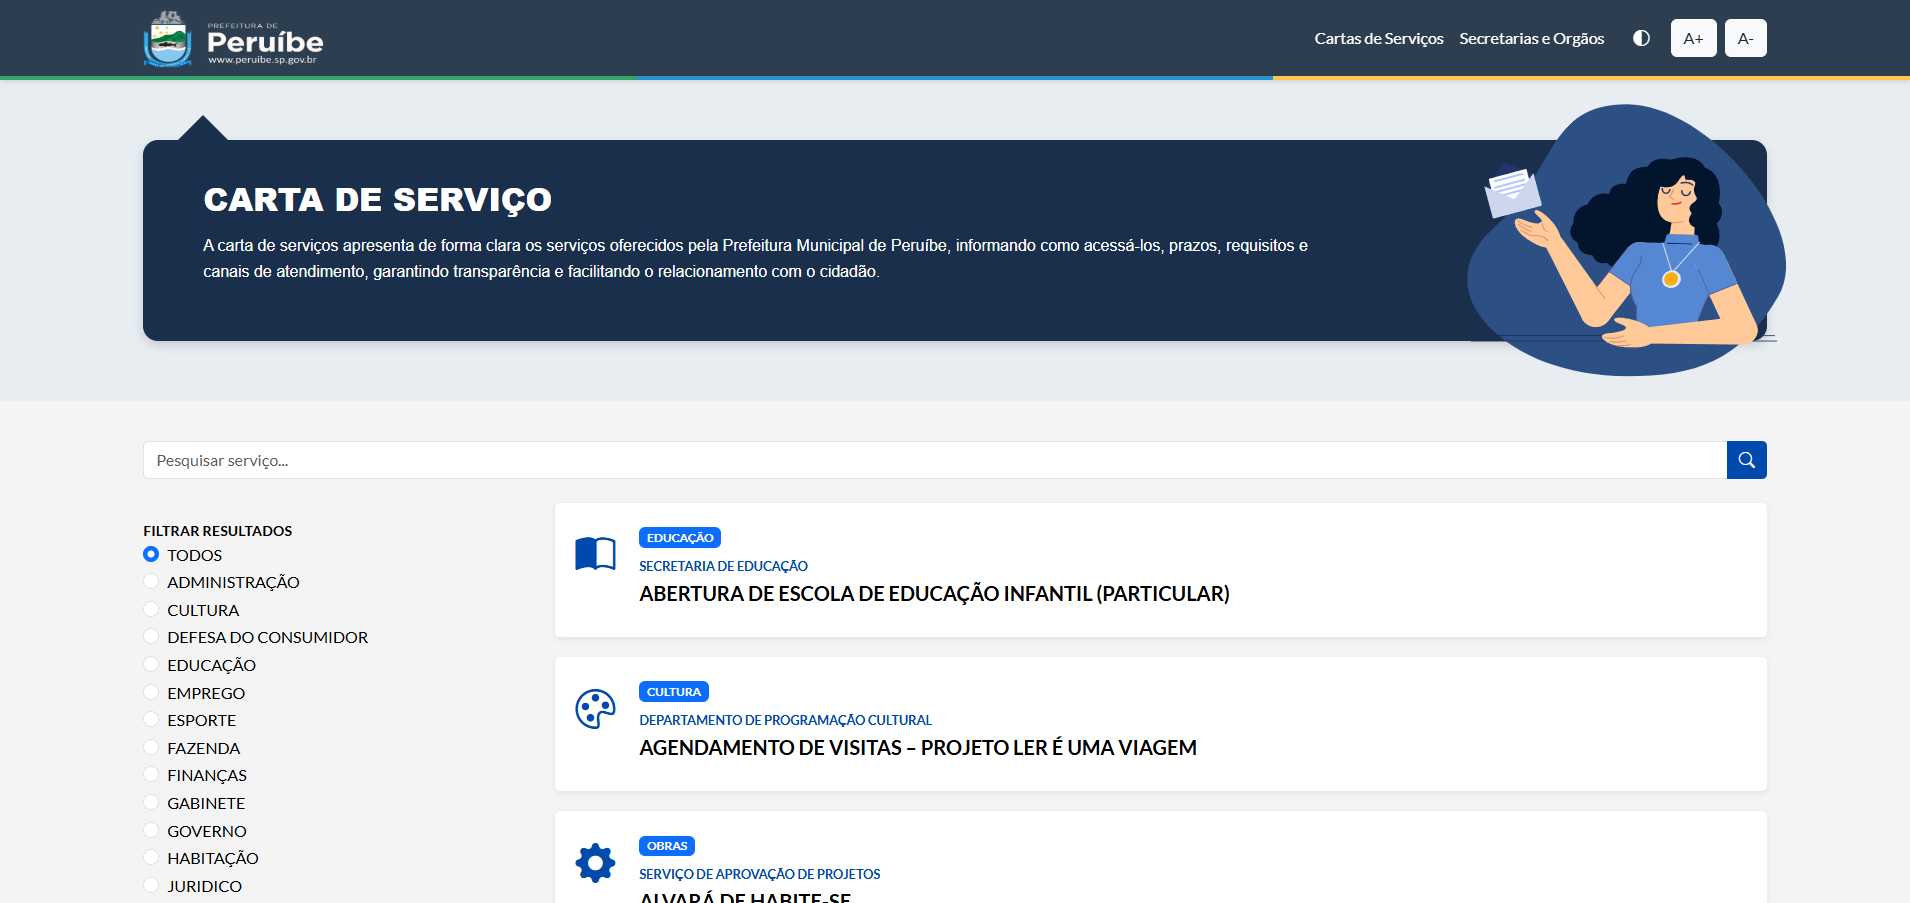 PREFEITURA DE
Peruíbe
www.peruibe.sp.gov.br
Cartas de Serviços
Secretarias e Orgãos
A+
A-
CARTA DE SERVIÇO
A carta de serviços apresenta de forma clara os serviços oferecidos pela Prefeitura Municipal de Peruíbe, informando como acessá-los, prazos, requisitos e
canais de atendimento, garantindo transparência e facilitando o relacionamento com o cidadão.
Pesquisar serviço...
FILTRAR RESULTADOS
TODOS
ADMINISTRAÇÃO
CULTURA
DEFESA DO CONSUMIDOR
EDUCAÇÃO
EMPREGO
ESPORTE
FAZENDA
FINANÇAS
GABINETE
GOVERNO
HABITAÇÃO
JURIDICO
EDUCAÇÃO
SECRETARIA DE EDUCAÇÃO
ABERTURA DE ESCOLA DE EDUCAÇÃO INFANTIL (PARTICULAR)
CULTURA
DEPARTAMENTO DE PROGRAMAÇÃO CULTURAL
AGENDAMENTO DE VISITAS – PROJETO LER É UMA VIAGEM
OBRAS
SERVIÇO DE APROVAÇÃO DE PROJETOS
ALVARÁ DE HABITE-SE